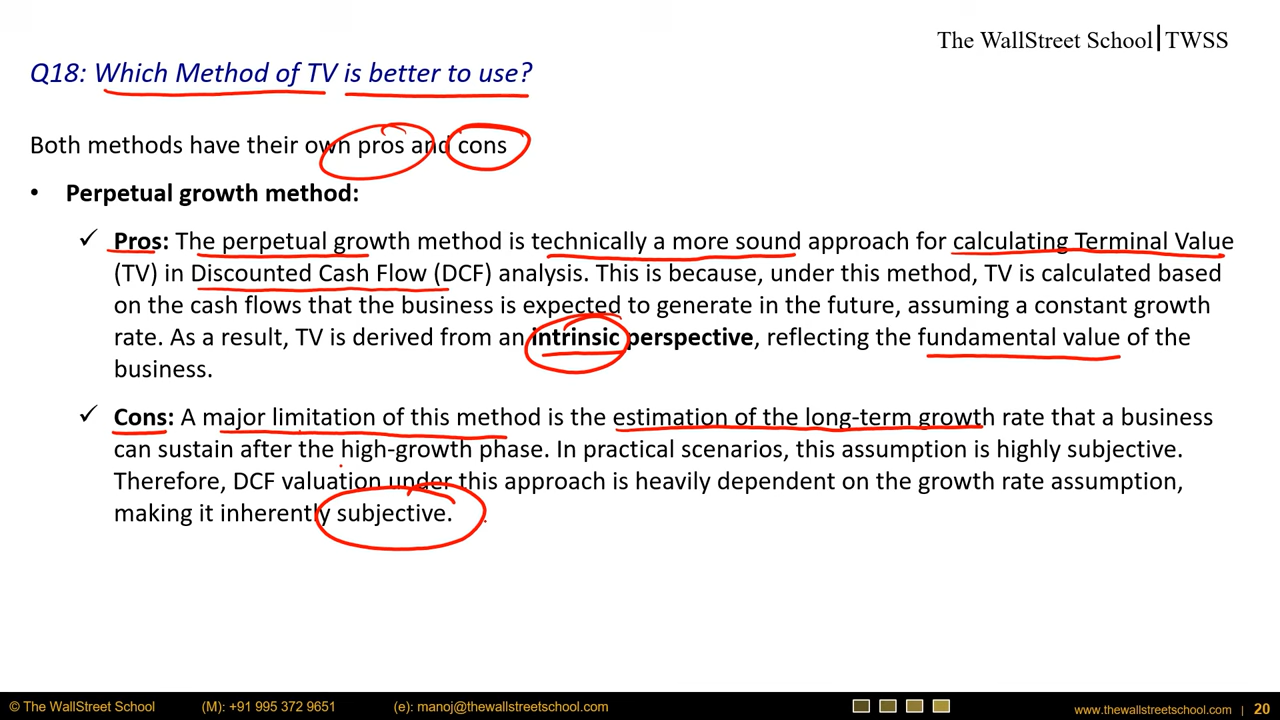 The WallStreet School|TWSS
Q18: Which Method of TV is better to use?
Both methods have their own pros and cons
• Perpetual growth method:
✓ Pros: The perpetual growth method is technically a more sound approach for calculating Terminal Value
(TV) in Discounted Cash Flow (DCF) analysis. This is because, under this method, TV is calculated based
on the cash flows that the business is expected to generate in the future, assuming a constant growth
rate. As a result, TV is derived from an intrinsic perspective, reflecting the fundamental value of the
business.
✓ Cons: A major limitation of this method is the estimation of the long-term growth rate that a business
can sustain after the high-growth phase. In practical scenarios, this assumption is highly subjective.
Therefore, DCF valuation under this approach is heavily dependent on the growth rate assumption,
making it inherently subjective.
© The WallStreet School (M): +91 995 372 9651 (e): manoj@thewallstreetschool.com www.thewallstreetschool.com | 20